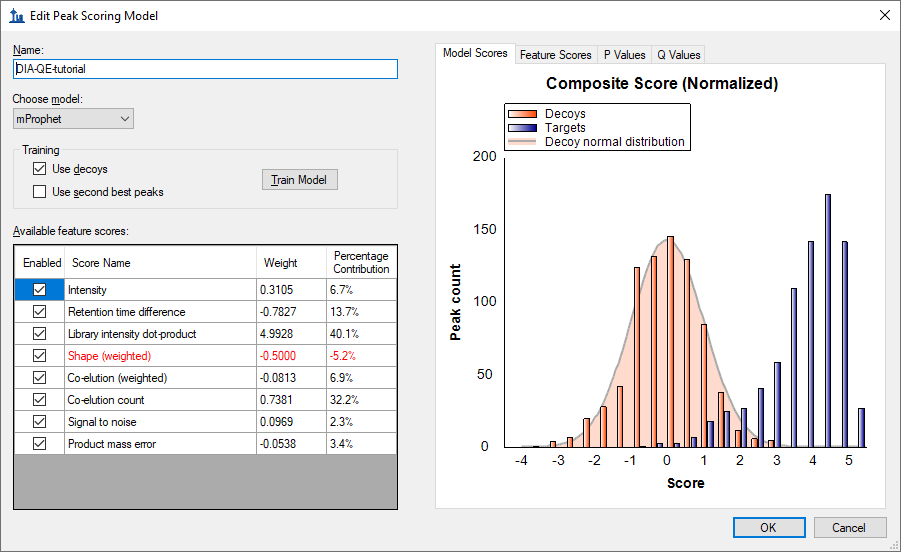 Edit Peak Scoring Model
Name:
DIA-QE-tutorial
Choose model:
mProphet
Training
Use decoys
Use second best peaks
Train Model
Available feature scores:
Enabled Score Name Weight Percentage Contribution
Intensity 0.3105 6.7%
Retention time difference -0.7827 13.7%
Library intensity dot-product 4.9928 40.1%
Shape (weighted) -0.5000 -5.2%
Co-elution (weighted) -0.0813 6.9%
Co-elution count 0.7381 32.2%
Signal to noise 0.0969 2.3%
Product mass error -0.0538 3.4%
Model Scores Feature Scores P Values Q Values
Composite Score (Normalized)
Decoys
Targets
Decoy normal distribution
Peak count
200
150
100
50
0
-4 -3 -2 -1 0 1 2 3 4 5
Score
OK Cancel